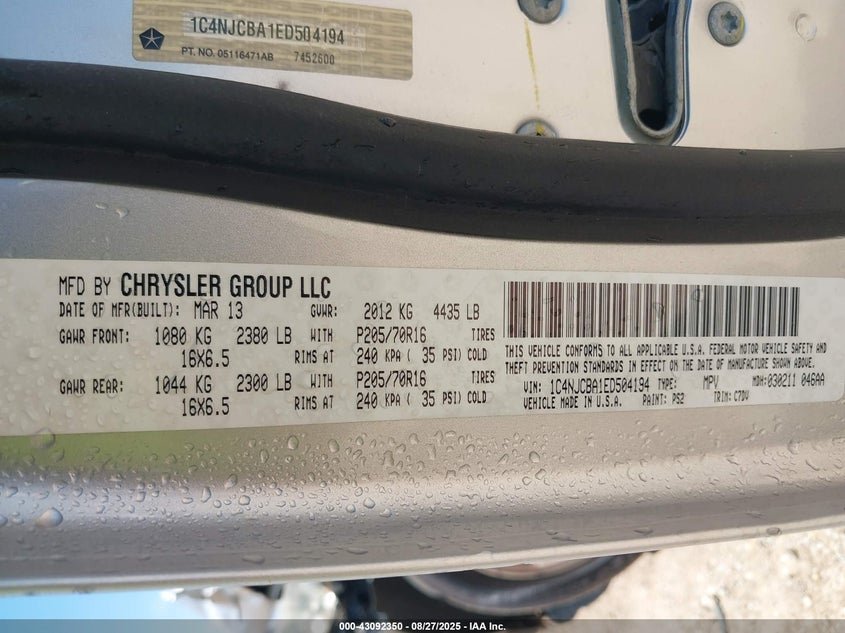 1C4NJCBA1ED504194
PT. NO. 05116471AB 7452600
MFD BY CHRYSLER GROUP LLC
DATE OF MFR(BUILT): MAR 13 GVWR: 2012 KG 4435 LB
GAWR FRONT: 1080 KG 2380 LB WITH P205/70R16 TIRES
16X6.5 RIMS AT 240 KPA ( 35 PSI) COLD
GAWR REAR: 1044 KG 2300 LB WITH P205/70R16 TIRES
16X6.5 RIMS AT 240 KPA ( 35 PSI) COLD
THIS VEHICLE CONFORMS TO ALL APPLICABLE U.S.A. FEDERAL MOTOR VEHICLE SAFETY AND
THEFT PREVENTION STANDARDS IN EFFECT ON THE DATE OF MANUFACTURE SHOWN ABOVE.
VIN: 1C4NJCBA1ED504194 TYPE: MPV MDH: 030211 046AA
VEHICLE MADE IN U.S.A. PAINT: PS2 TRIM: C7DV
000-43092350 - 08/27/2025 - IAA Inc.